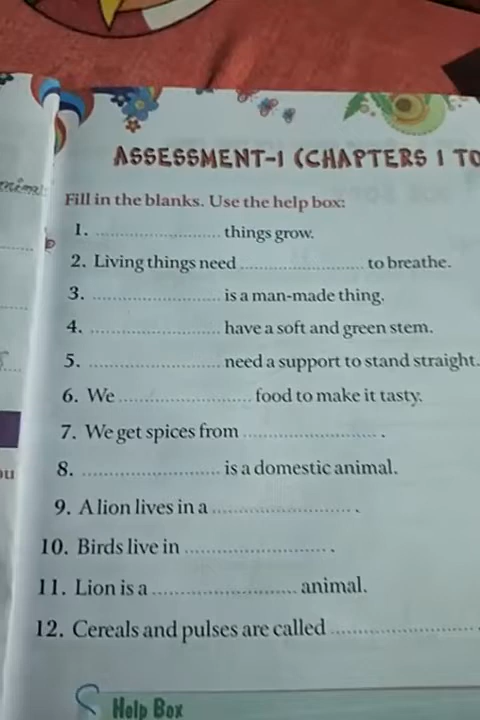 ASSESSMENT-1 (CHAPTERS 1 TO
Fill in the blanks. Use the help box:
1. ........................ things grow.
2. Living things need ........................ to breathe.
3. ........................ is a man-made thing.
4. ........................ have a soft and green stem.
5. ........................ need a support to stand straight.
6. We ........................ food to make it tasty.
7. We get spices from ........................ .
8. ........................ is a domestic animal.
9. A lion lives in a ........................ .
10. Birds live in ........................ .
11. Lion is a ........................ animal.
12. Cereals and pulses are called ........................
Help Box